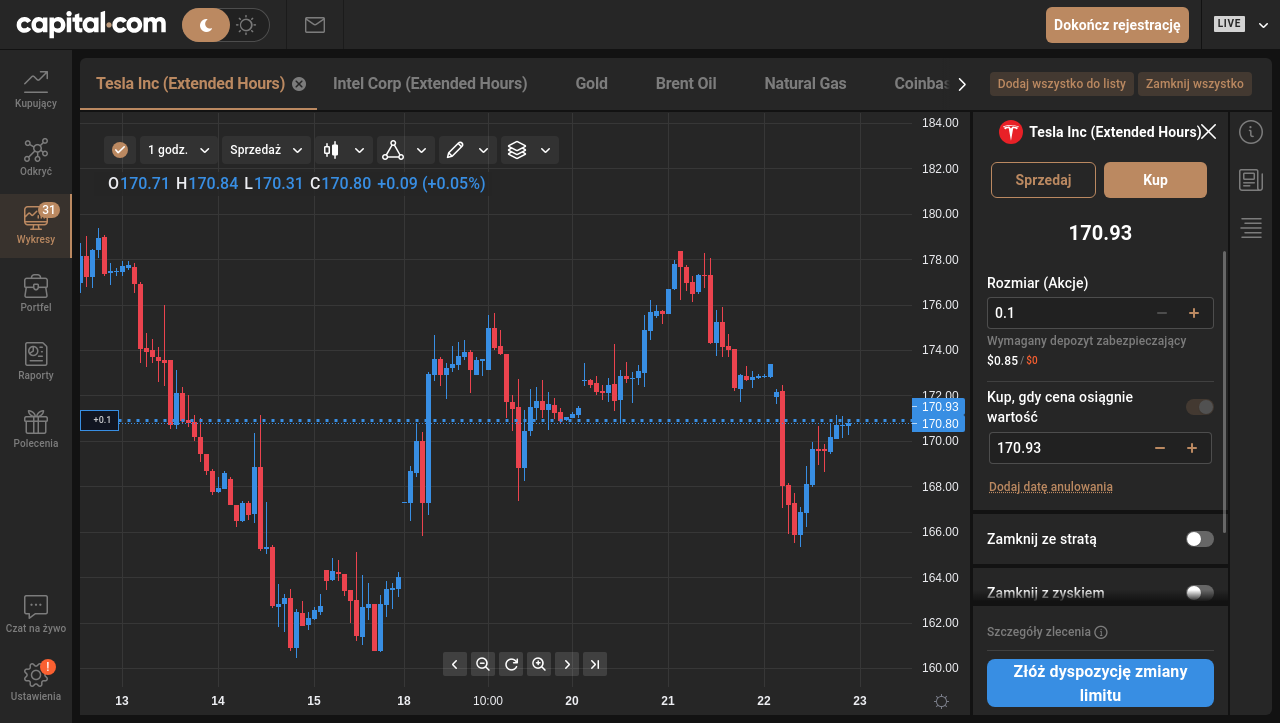 capital.com
Dokończ rejestrację
LIVE
Kupujący
Odkryć
31
Wykresy
Portfel
Raporty
Polecenia
Czat na żywo
!
Ustawienia
Tesla Inc (Extended Hours)
Intel Corp (Extended Hours)
Gold
Brent Oil
Natural Gas
Coinbas
Dodaj wszystko do listy
Zamknij wszystko
1 godz.
Sprzedaż
O170.71 H170.84 L170.31 C170.80 +0.09 (+0.05%)
+0.1
184.00
182.00
180.00
178.00
176.00
174.00
172.00
170.93
170.80
170.00
168.00
166.00
164.00
162.00
160.00
13 14 15 18 10:00 20 21 22 23
Tesla Inc (Extended Hours)
Sprzedaj
Kup
170.93
Rozmiar (Akcje)
0.1
Wymagany depozyt zabezpieczający
$0.85 / $0
Kup, gdy cena osiągnie
wartość
170.93
Dodaj datę anulowania
Zamknij ze stratą
Zamknij z zyskiem
Szczegóły zlecenia
Złóż dyspozycję zmiany
limitu